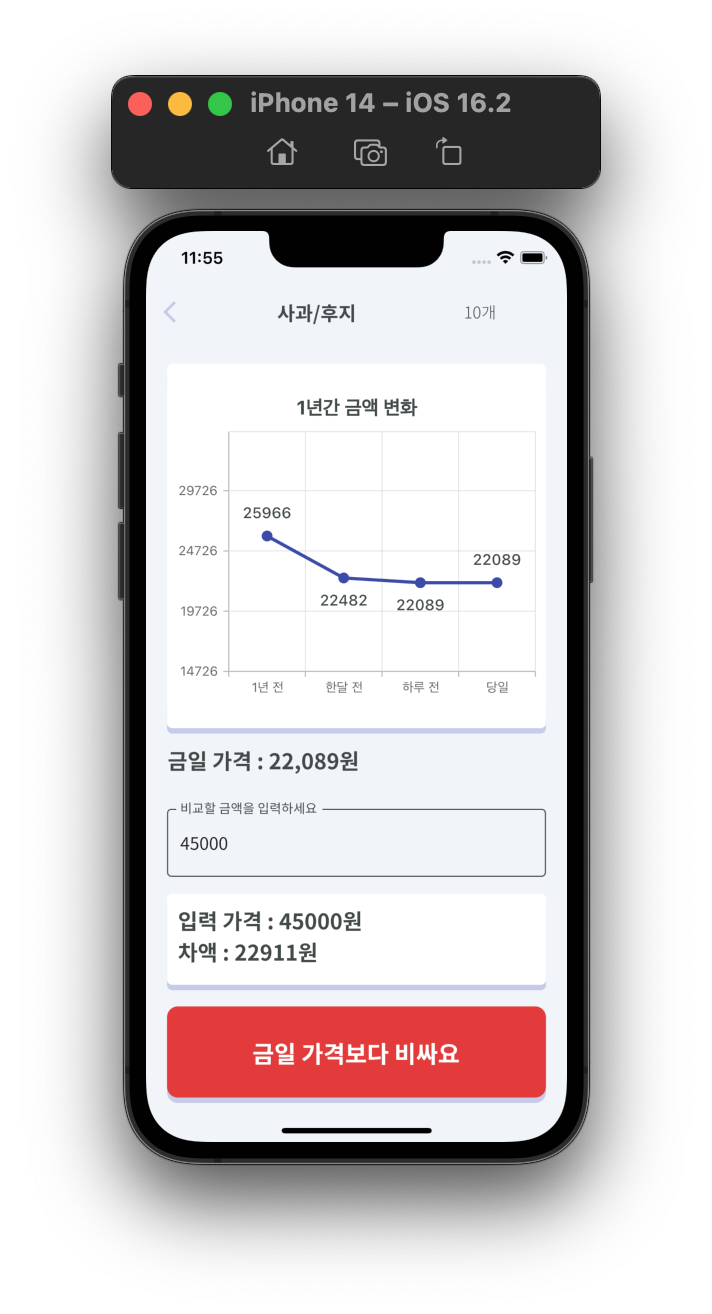 iPhone 14 – iOS 16.2
11:55
사과/후지
10개
1년간 금액 변화
29726
24726
19726
14726
25966
22482
22089
22089
1년 전
한달 전
하루 전
당일
금일 가격 : 22,089원
비교할 금액을 입력하세요
45000
입력 가격 : 45000원
차액 : 22911원
금일 가격보다 비싸요